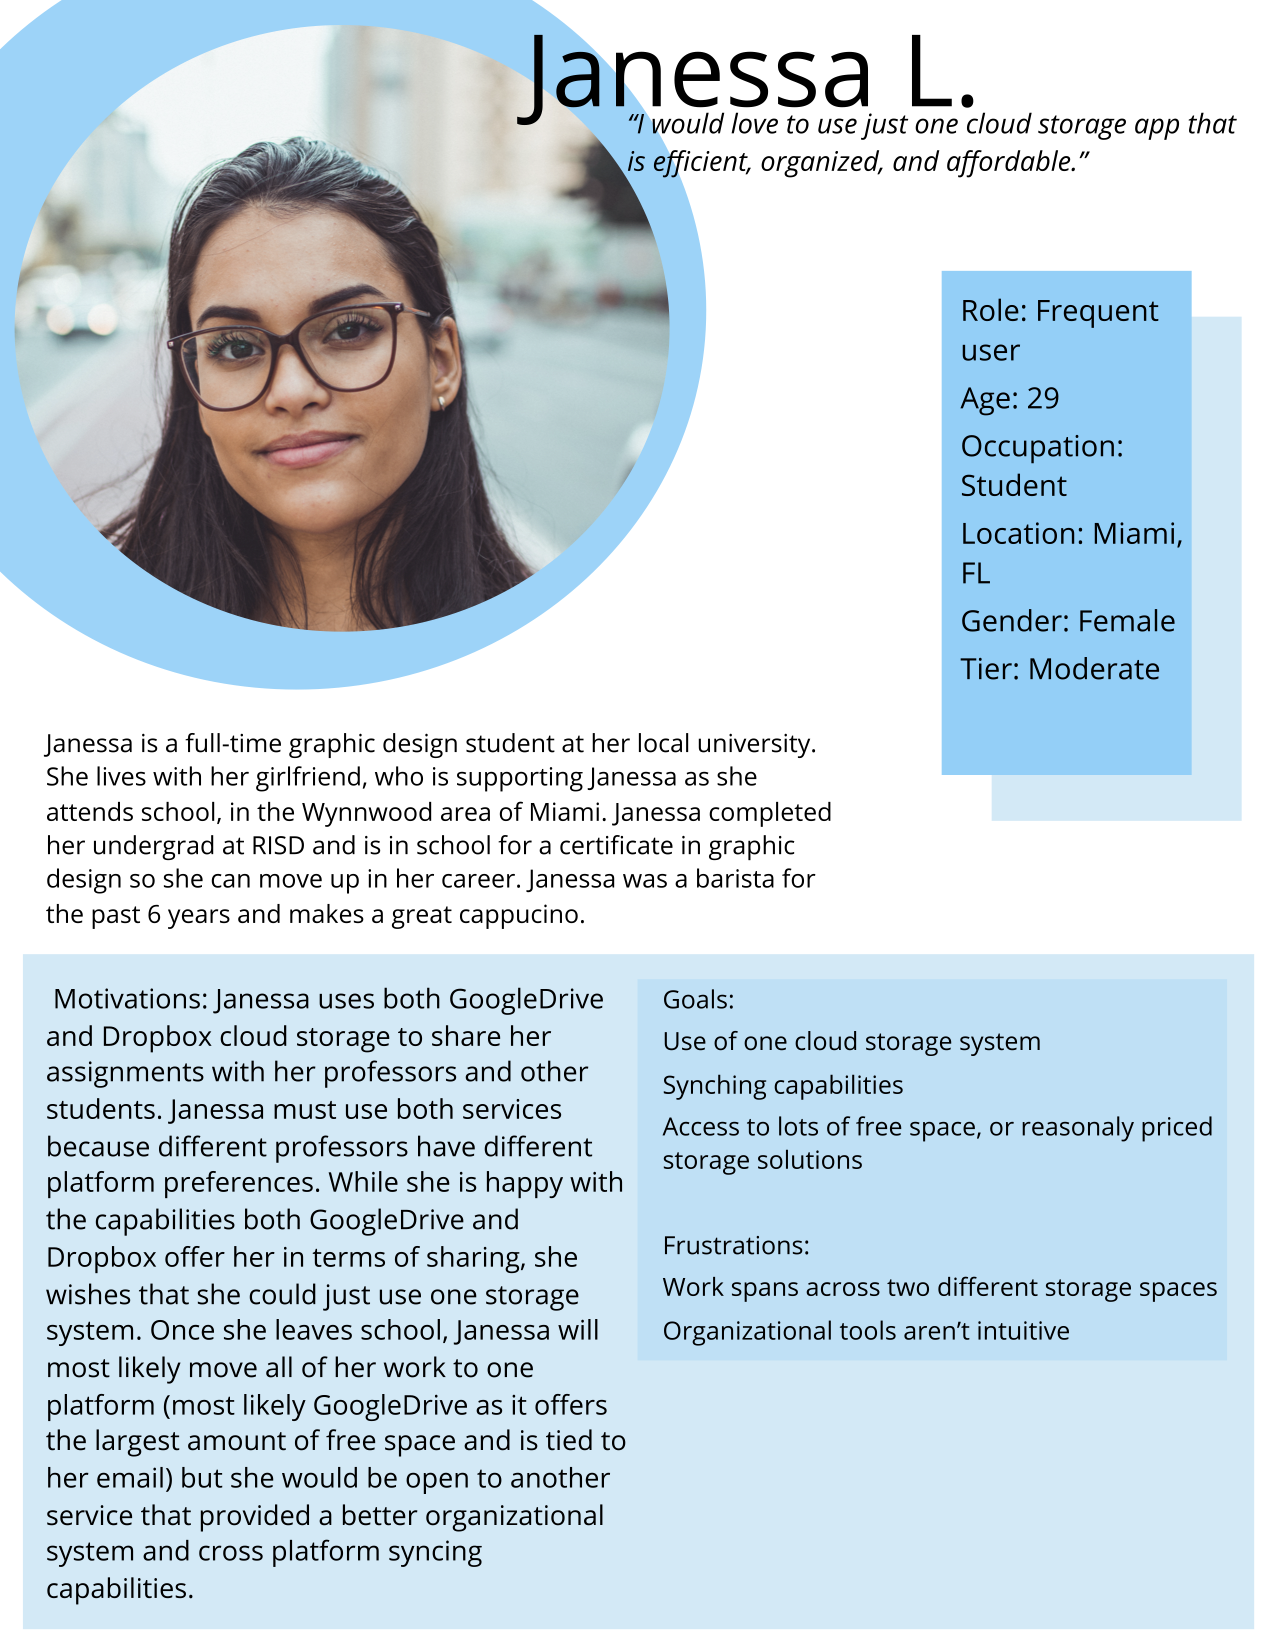 Janessa L.
“I would love to use just one cloud storage app that
is efficient, organized, and affordable.”
Role: Frequent
user
Age: 29
Occupation:
Student
Location: Miami,
FL
Gender: Female
Tier: Moderate
Janessa is a full-time graphic design student at her local university.
She lives with her girlfriend, who is supporting Janessa as she
attends school, in the Wynnwood area of Miami. Janessa completed
her undergrad at RISD and is in school for a certificate in graphic
design so she can move up in her career. Janessa was a barista for
the past 6 years and makes a great cappucino.
Motivations: Janessa uses both GoogleDrive
and Dropbox cloud storage to share her
assignments with her professors and other
students. Janessa must use both services
because different professors have different
platform preferences. While she is happy with
the capabilities both GoogleDrive and
Dropbox offer her in terms of sharing, she
wishes that she could just use one storage
system. Once she leaves school, Janessa will
most likely move all of her work to one
platform (most likely GoogleDrive as it offers
the largest amount of free space and is tied to
her email) but she would be open to another
service that provided a better organizational
system and cross platform syncing
capabilities.
Goals:
Use of one cloud storage system
Synching capabilities
Access to lots of free space, or reasonaly priced
storage solutions
Frustrations:
Work spans across two different storage spaces
Organizational tools aren’t intuitive